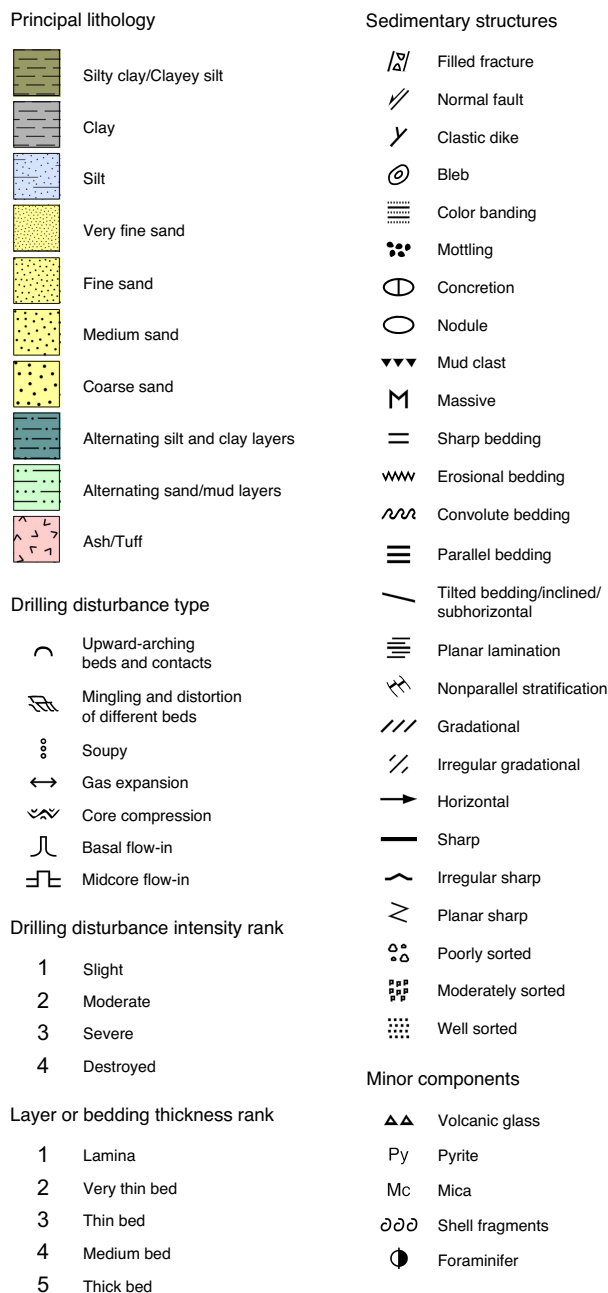 Principal lithology
Silty clay/Clayey silt
Clay
Silt
Very fine sand
Fine sand
Medium sand
Coarse sand
Alternating silt and clay layers
Alternating sand/mud layers
Ash/Tuff
Drilling disturbance type
Upward-arching
beds and contacts
Mingling and distortion
of different beds
Soupy
Gas expansion
Core compression
Basal flow-in
Midcore flow-in
Drilling disturbance intensity rank
1 Slight
2 Moderate
3 Severe
4 Destroyed
Layer or bedding thickness rank
1 Lamina
2 Very thin bed
3 Thin bed
4 Medium bed
5 Thick bed
Sedimentary structures
Filled fracture
Normal fault
Clastic dike
Bleb
Color banding
Mottling
Concretion
Nodule
Mud clast
M Massive
Sharp bedding
Erosional bedding
Convolute bedding
Parallel bedding
Tilted bedding/inclined/
subhorizontal
Planar lamination
Nonparallel stratification
Gradational
Irregular gradational
Horizontal
Sharp
Irregular sharp
Planar sharp
Poorly sorted
Moderately sorted
Well sorted
Minor components
Volcanic glass
Py Pyrite
Mc Mica
Shell fragments
Foraminifer